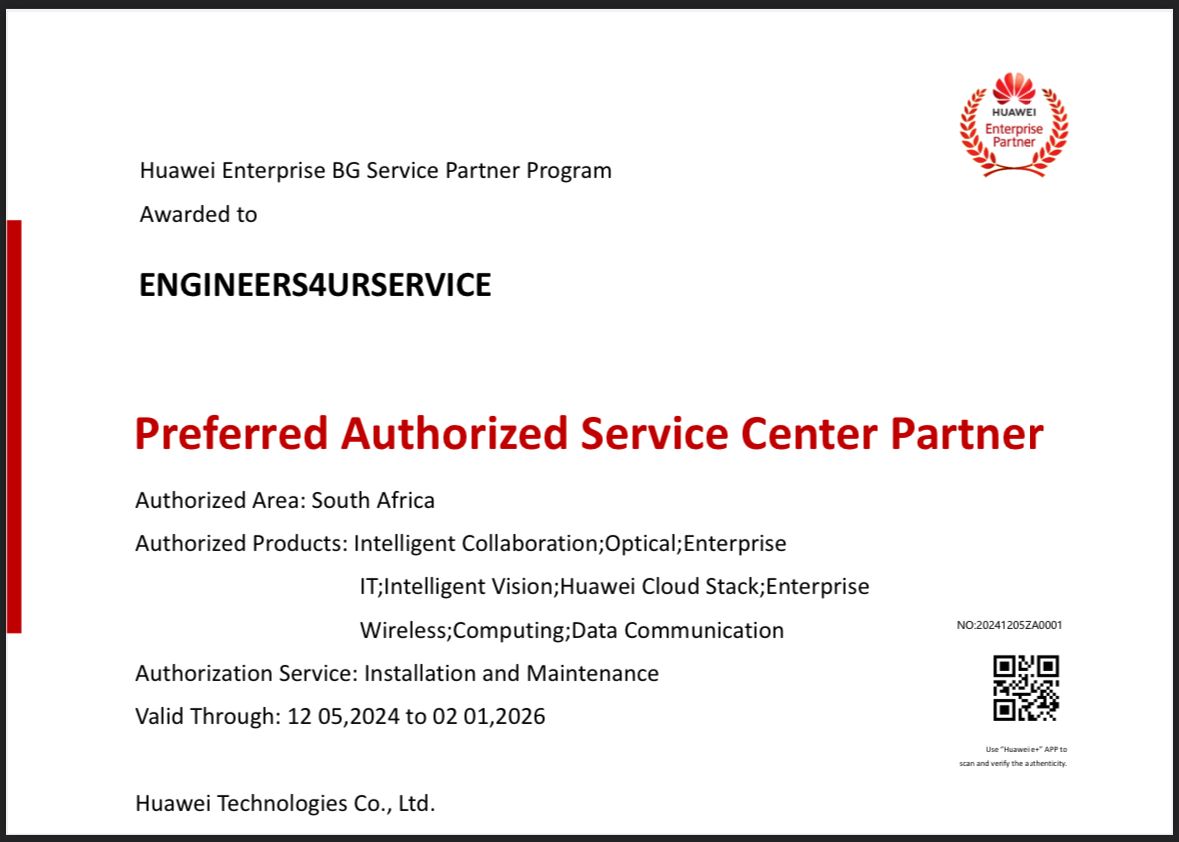 HUAWEI
Enterprise
Partner
Huawei Enterprise BG Service Partner Program
Awarded to
ENGINEERS4URSERVICE
Preferred Authorized Service Center Partner
Authorized Area: South Africa
Authorized Products: Intelligent Collaboration;Optical;Enterprise
IT;Intelligent Vision;Huawei Cloud Stack;Enterprise
Wireless;Computing;Data Communication
Authorization Service: Installation and Maintenance
Valid Through: 12 05,2024 to 02 01,2026
Huawei Technologies Co., Ltd.
NO:20241205ZA0001
Use "Huawei e+" APP to
scan and verify the authenticity.